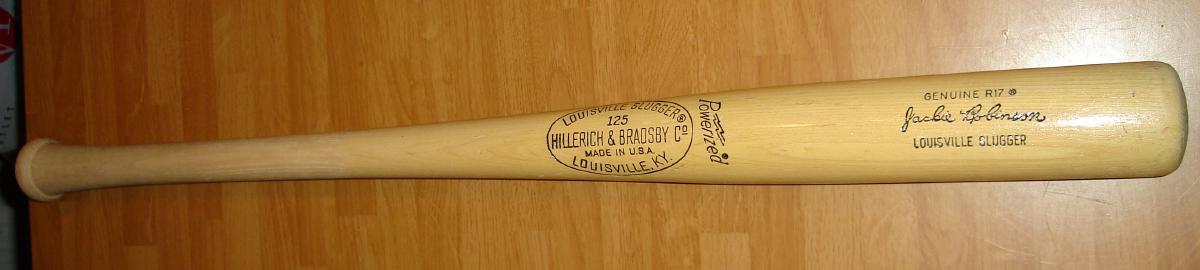 LOUISVILLE SLUGGER®
125
HILLERICH & BRADSBY Cº
MADE IN U.S.A.
LOUISVILLE, KY.
Powerized
GENUINE R17
Jackie Robinson
LOUISVILLE SLUGGER